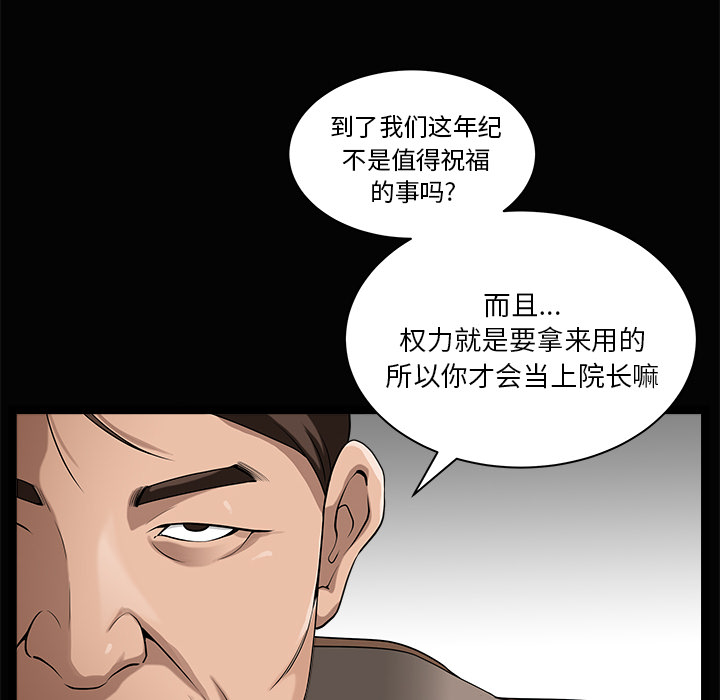 到了我们这年纪
不是值得祝福
的事吗?
而且...
权力就是要拿来用的
所以你才会当上院长嘛